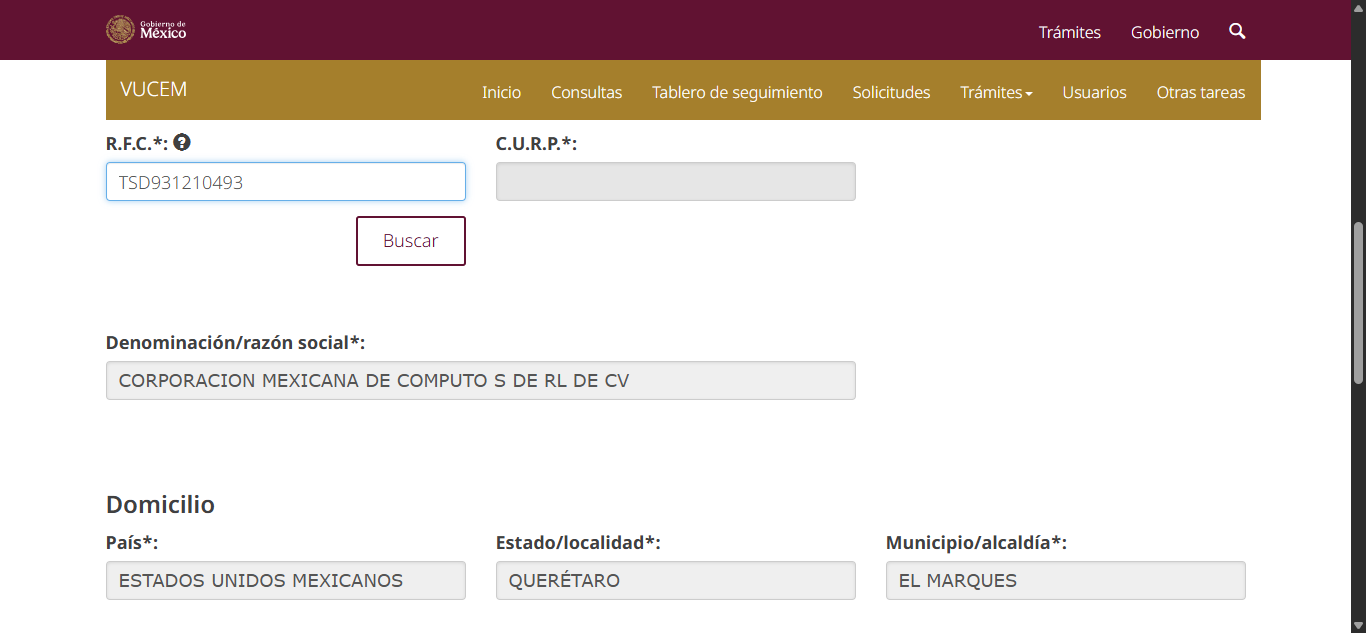 Gobierno de
México
Trámites Gobierno
VUCEM
Inicio Consultas Tablero de seguimiento Solicitudes Trámites Usuarios Otras tareas
R.F.C.*: C.U.R.P.*:
TSD931210493
Buscar
Denominación/razón social*:
CORPORACION MEXICANA DE COMPUTO S DE RL DE CV
Domicilio
País*: Estado/localidad*: Municipio/alcaldía*:
ESTADOS UNIDOS MEXICANOS QUERÉTARO EL MARQUES